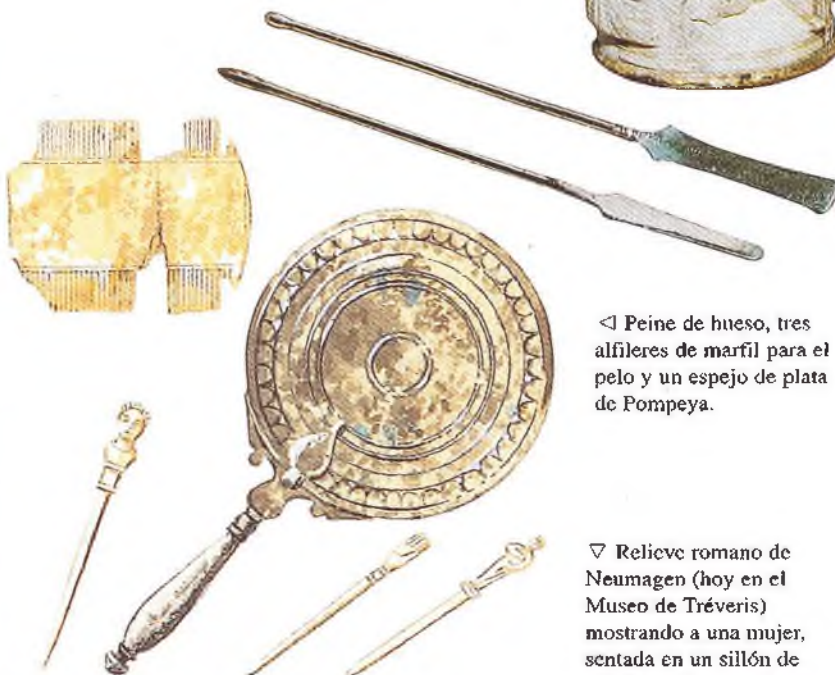 ◁ Peine de hueso, tres
alfileres de marfil para el
pelo y un espejo de plata
de Pompeya.
▽ Relieve romano de
Neumagen (hoy en el
Museo de Tréveris)
mostrando a una mujer,
sentada en un sillón de